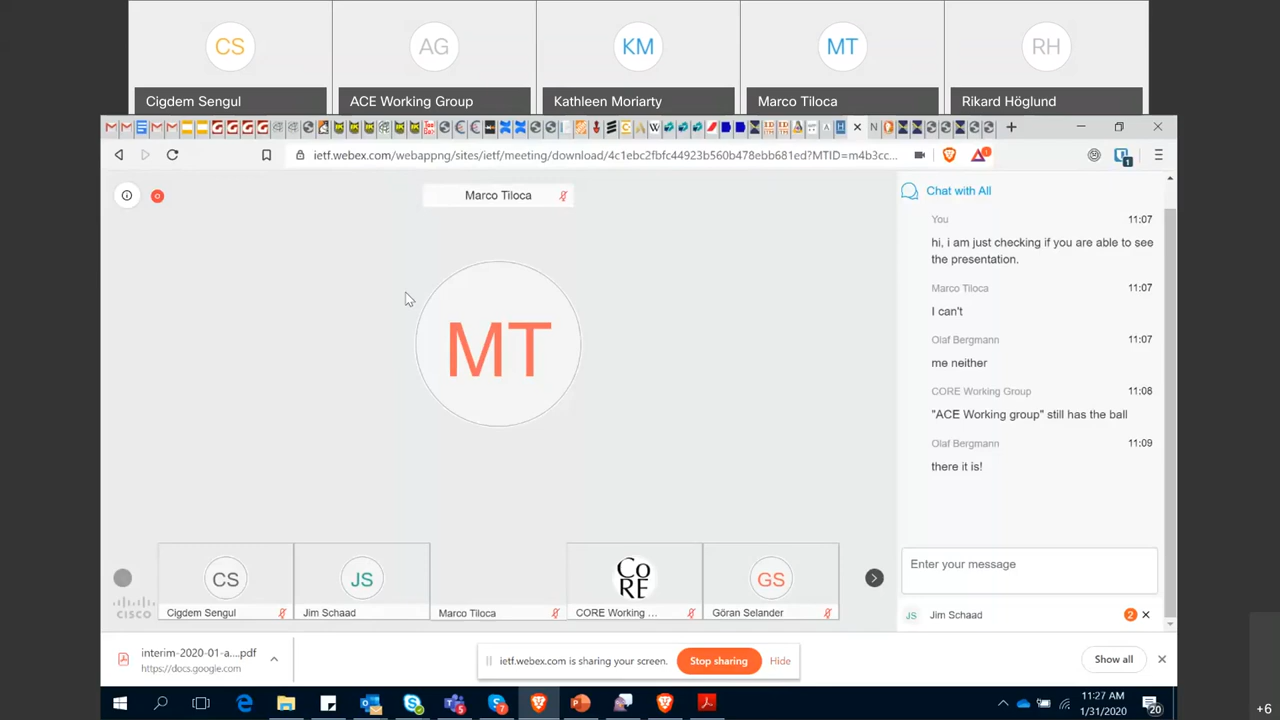 CS
AG
KM
MT
RH
Cigdem Sengul
ACE Working Group
Kathleen Moriarty
Marco Tiloca
Rikard Höglund
ietf.webex.com/webappng/sites/ietf/meeting/download/4c1ebc2fbfc44923b560b478ebb681ed?MTID=m4b3cc...
1
Marco Tiloca
MT
Chat with All
You 11:07
hi, i am just checking if you are able to see
the presentation.
Marco Tiloca 11:07
I can't
Olaf Bergmann 11:07
me neither
CORE Working Group 11:08
"ACE Working group" still has the ball
Olaf Bergmann 11:09
there it is!
Enter your message
JS Jim Schaad 2
CS
JS
CORE
GS
CISCO
Cigdem Sengul
Jim Schaad
Marco Tiloca
CORE Working ...
Göran Selander
interim-2020-01-a....pdf
https://docs.google.com
ietf.webex.com is sharing your screen.
Stop sharing
Hide
Show all
11:27 AM
1/31/2020
20
+6